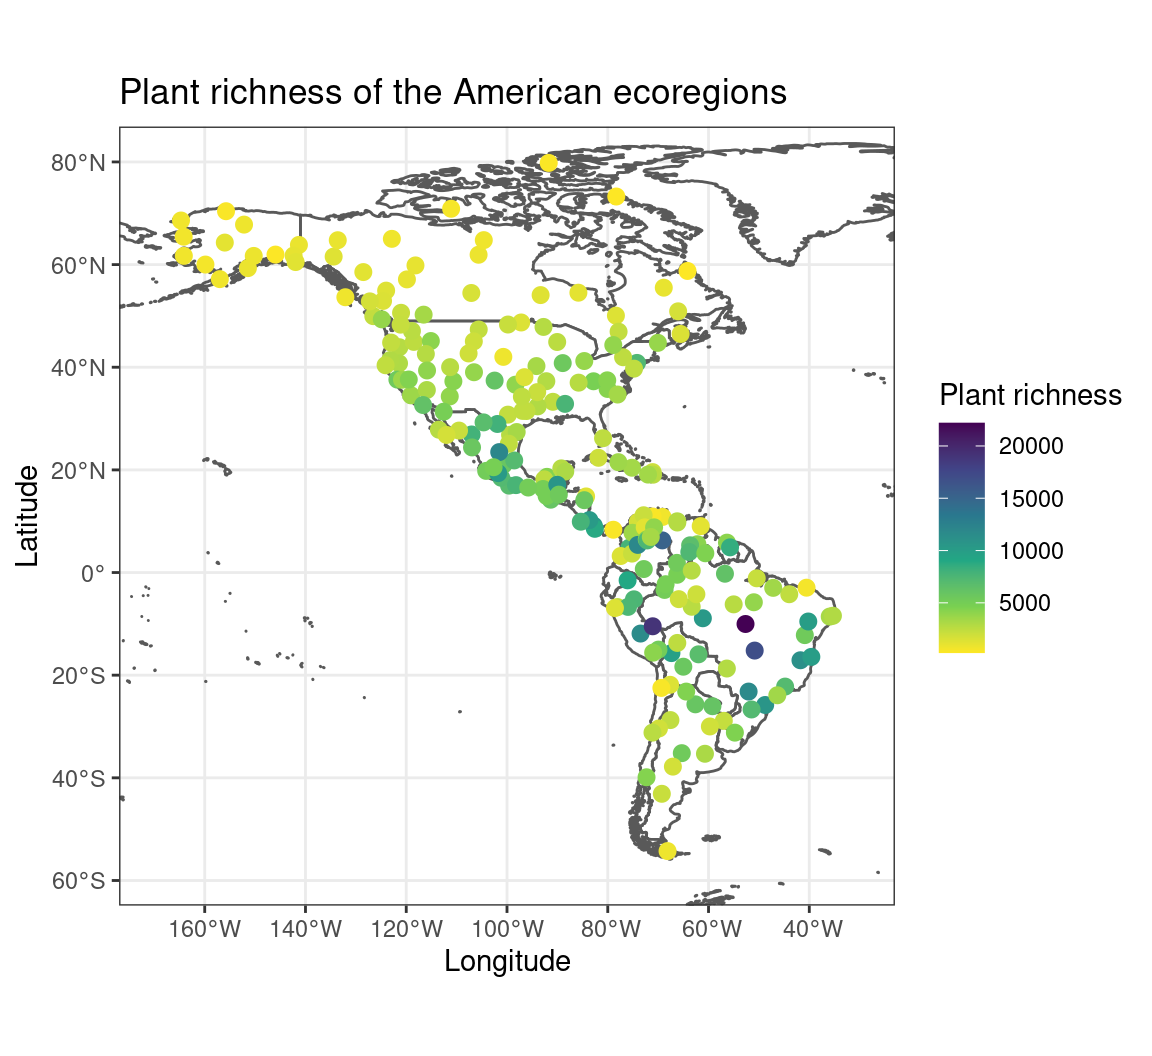 Plant richness of the American ecoregions
80°N
60°N
40°N
20°N
0°
20°S
40°S
60°S
Latitude
160°W 140°W 120°W 100°W 80°W 60°W 40°W
Longitude
Plant richness
20000
15000
10000
5000